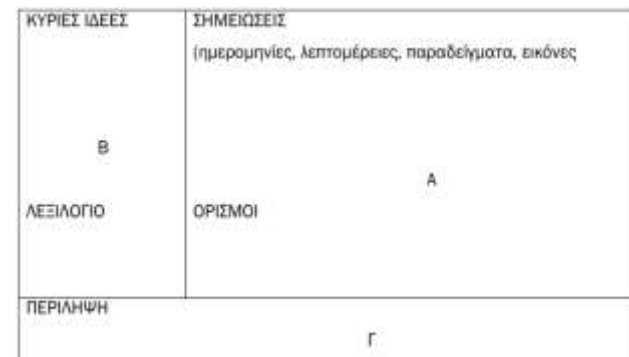 ΚΥΡΙΕΣ ΙΔΕΕΣ
ΣΗΜΕΙΩΣΕΙΣ
(ημερομηνίες, λεπτομέρειες, παραδείγματα, εικόνες
Β
Α
ΛΕΞΙΛΟΓΙΟ
ΟΡΙΣΜΟΙ
ΠΕΡΙΛΗΨΗ
Γ